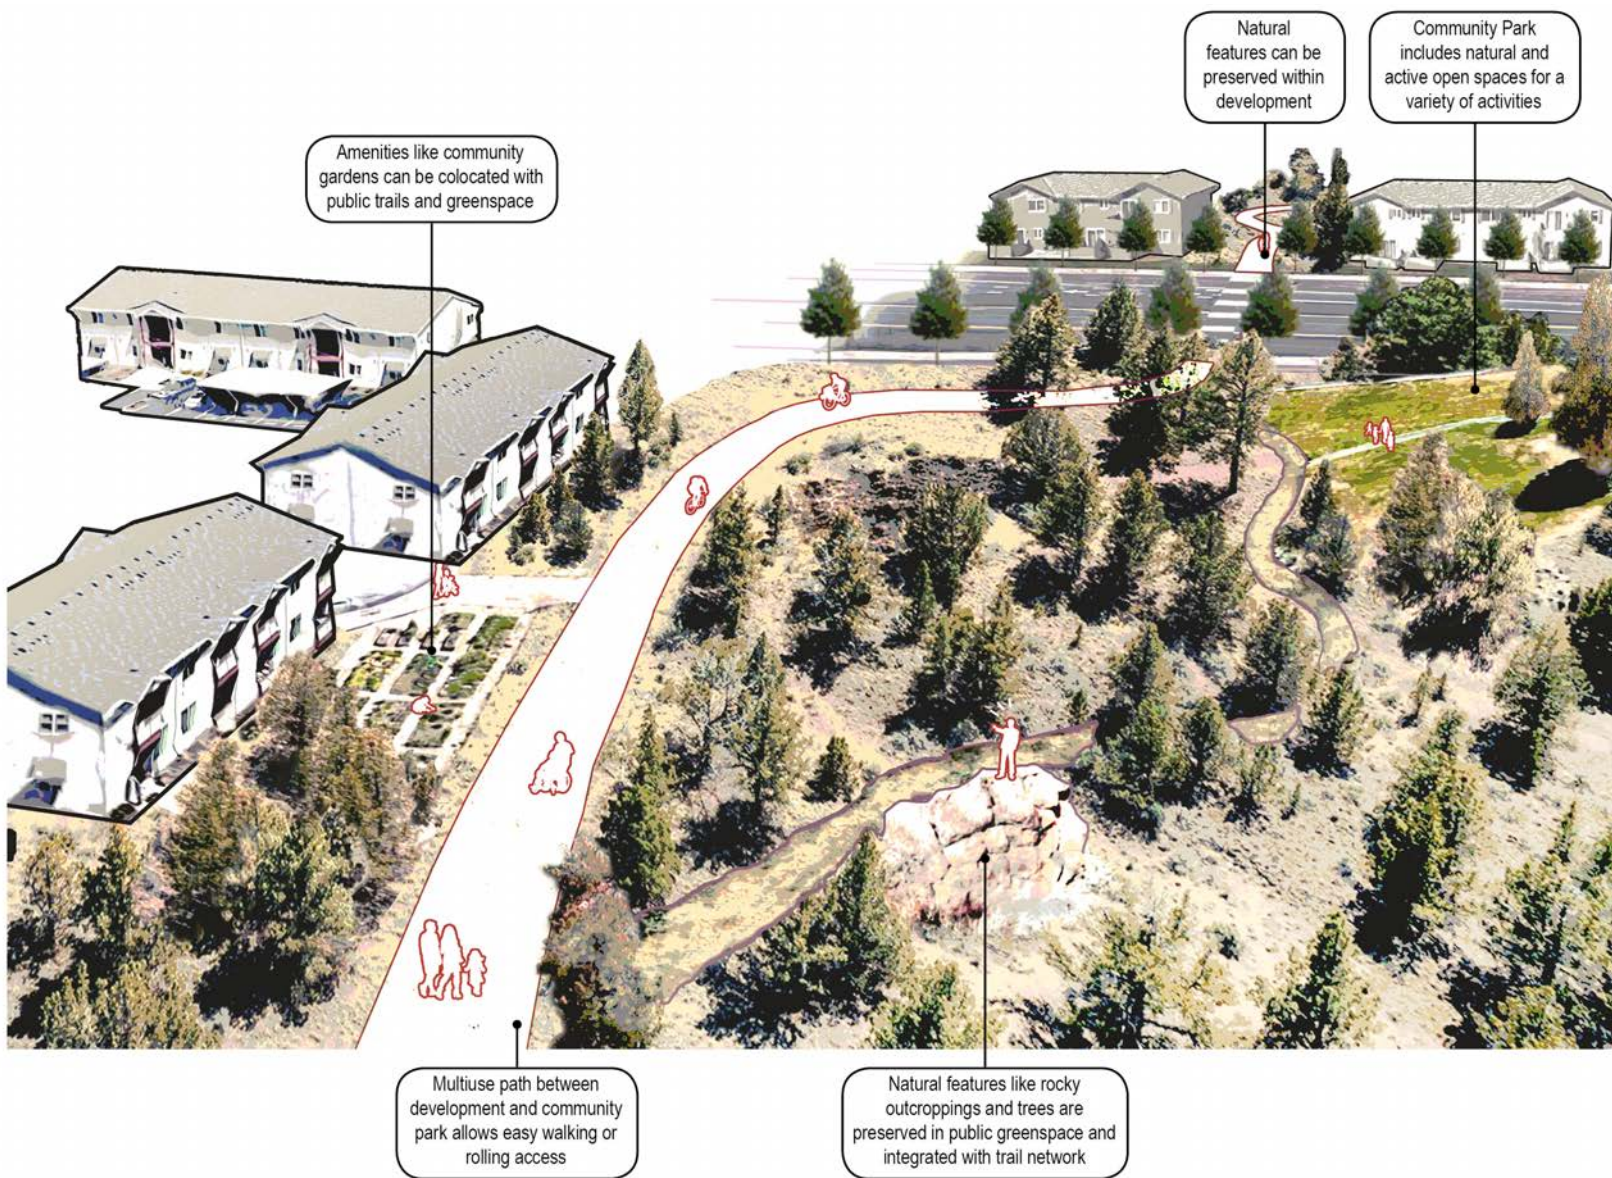 Natural
features can be
preserved within
development
Community Park
includes natural and
active open spaces for a
variety of activities
Amenities like community
gardens can be colocated with
public trails and greenspace
Multiuse path between
development and community
park allows easy walking or
rolling access
Natural features like rocky
outcroppings and trees are
preserved in public greenspace and
integrated with trail network